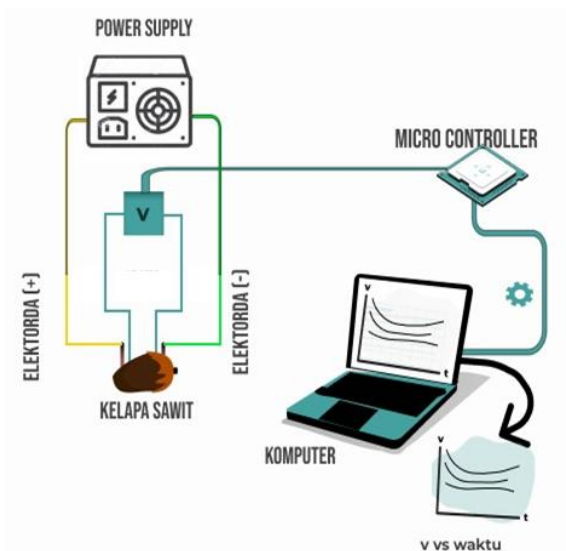 POWER SUPPLY
MICRO CONTROLLER
V
ELEKTORDA (+)
ELEKTORDA (-)
KELAPA SAWIT
V
t
KOMPUTER
v
t
v vs waktu